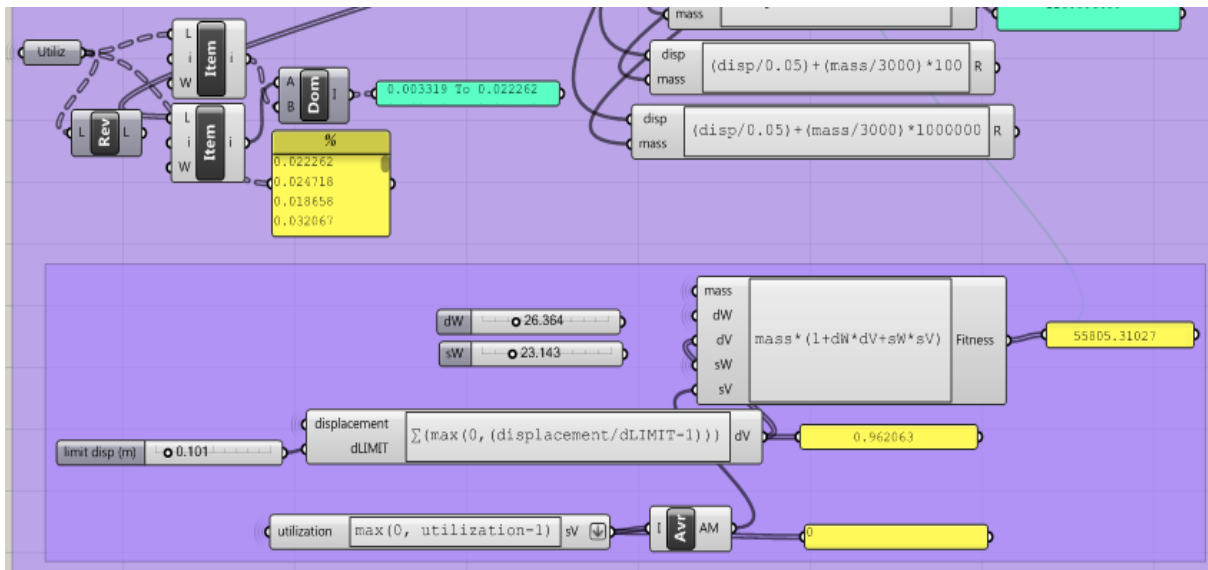 mass
disp
mass
(disp/0.05)+(mass/3000)*100
R
disp
mass
(disp/0.05)+(mass/3000)*1000000
R
Utiliz
L
i
W
Item
i
L
Rev
L
L
i
W
Item
i
A
B
Dom
I
0.003319 To 0.022262
%
0.022262
0.024718
0.018658
0.032067
dW
26.364
sW
23.143
mass
dW
dV
sW
sV
mass*(1+dW*dV+sW*sV)
Fitness
55805.31027
limit disp (m)
0.101
displacement
dLIMIT
∑(max(0,(displacement/dLIMIT-1)))
dV
0.962063
utilization
max(0, utilization-1)
sV
I
Avr
AM
0